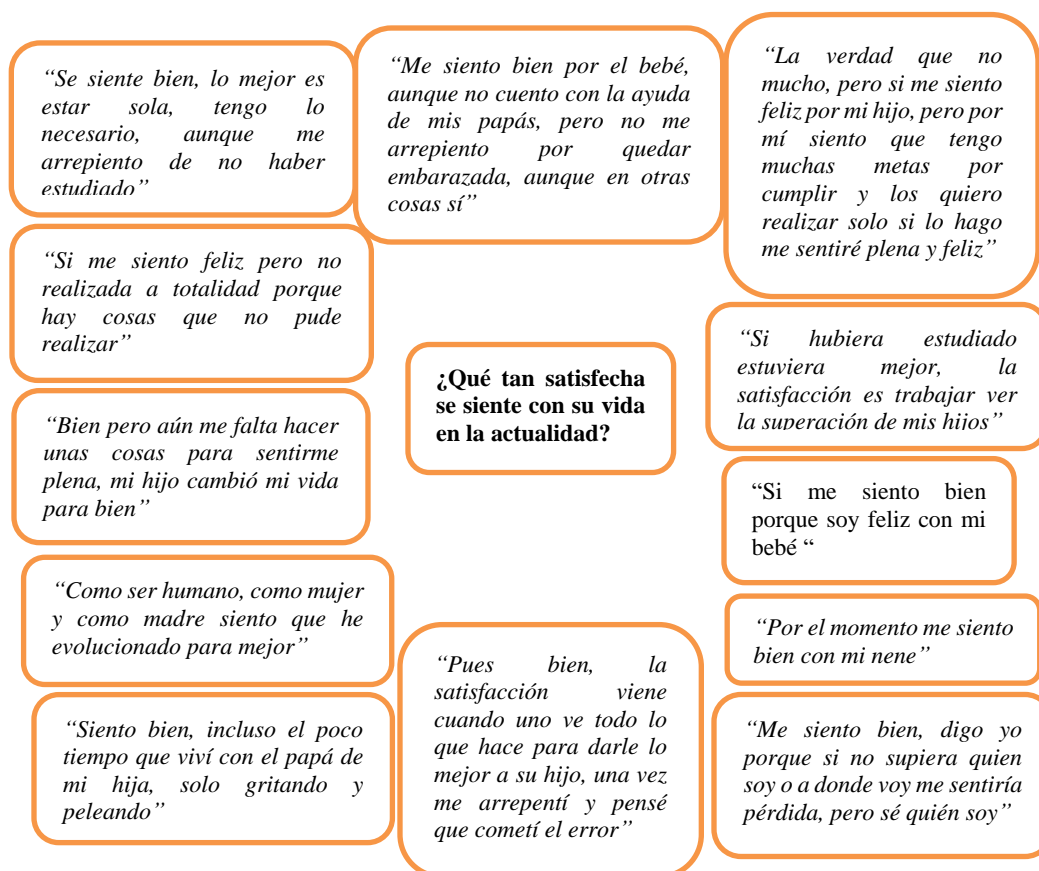 “Se siente bien, lo mejor es
estar sola, tengo lo
necesario, aunque me
arrepiento de no haber
estudiado”
“Me siento bien por el bebé,
aunque no cuento con la ayuda
de mis papás, pero no me
arrepiento por quedar
embarazada, aunque en otras
cosas sí”
“La verdad que no
mucho, pero si me siento
feliz por mi hijo, pero por
mí siento que tengo
muchas metas por
cumplir y los quiero
realizar solo si lo hago
me sentiré plena y feliz”
“Si me siento feliz pero no
realizada a totalidad porque
hay cosas que no pude
realizar”
“Si hubiera estudiado
estuviera mejor, la
satisfacción es trabajar ver
la superación de mis hijos”
¿Qué tan satisfecha
se siente con su vida
en la actualidad?
“Bien pero aún me falta hacer
unas cosas para sentirme
plena, mi hijo cambió mi vida
para bien”
“Si me siento bien
porque soy feliz con mi
bebé “
“Como ser humano, como mujer
y como madre siento que he
evolucionado para mejor”
“Por el momento me siento
bien con mi nene”
“Pues bien, la
satisfacción viene
cuando uno ve todo lo
que hace para darle lo
mejor a su hijo, una vez
me arrepentí y pensé
que cometí el error”
“Siento bien, incluso el poco
tiempo que viví con el papá de
mi hija, solo gritando y
peleando”
“Me siento bien, digo yo
porque si no supiera quien
soy o a donde voy me sentiría
pérdida, pero sé quién soy”